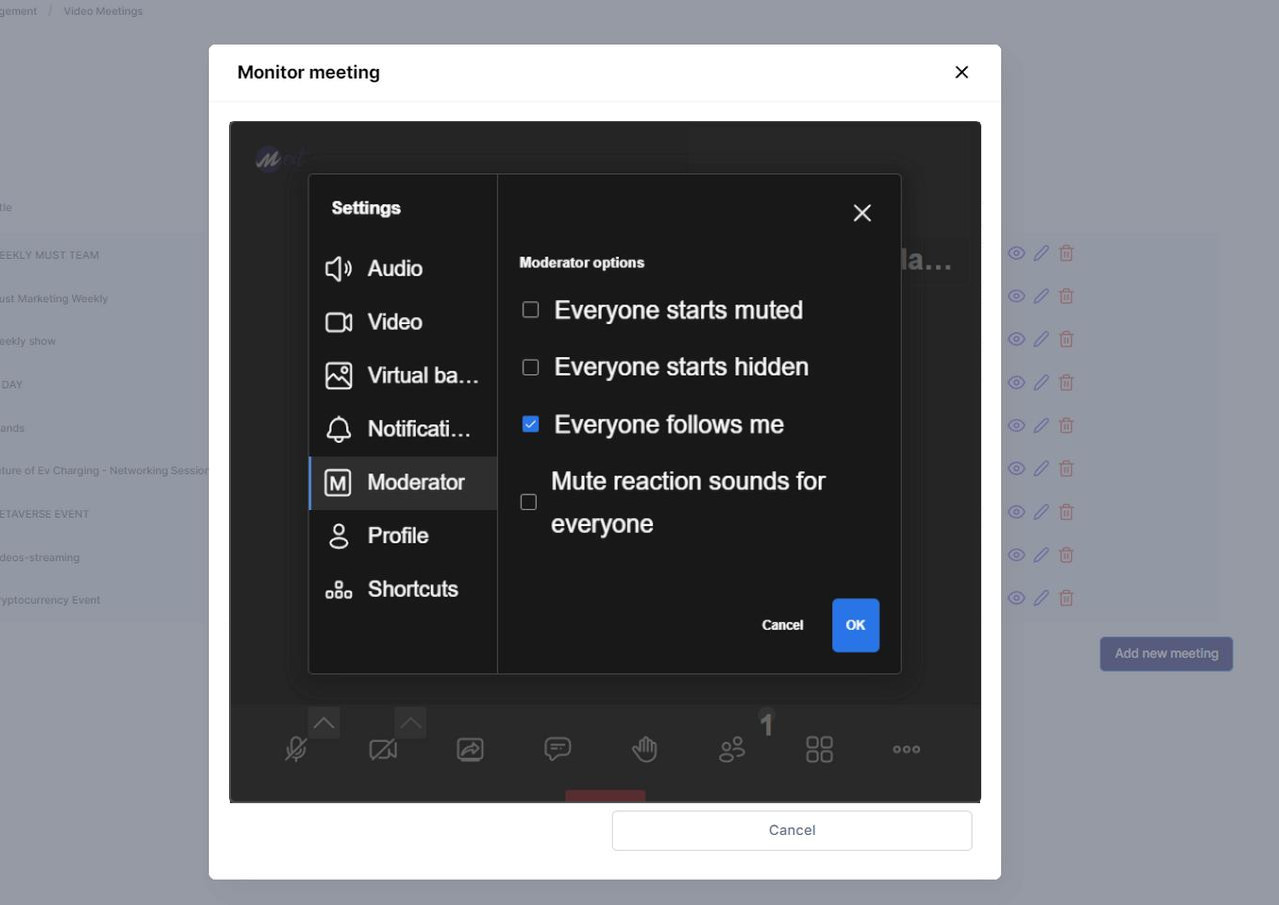 gement / Video Meetings
Monitor meeting
tle
EEKLY MUST TEAM
ust Marketing Weekly
eekly show
DAY
ands
ture of Ev Charging - Networking Session
ETAVERSE EVENT
deos-streaming
ryptocurrency Event
Settings
Audio
Video
Virtual ba...
Notificati...
M Moderator
Profile
Shortcuts
Moderator options
Everyone starts muted
Everyone starts hidden
Everyone follows me
Mute reaction sounds for
everyone
Cancel OK
la...
1
Add new meeting
Cancel